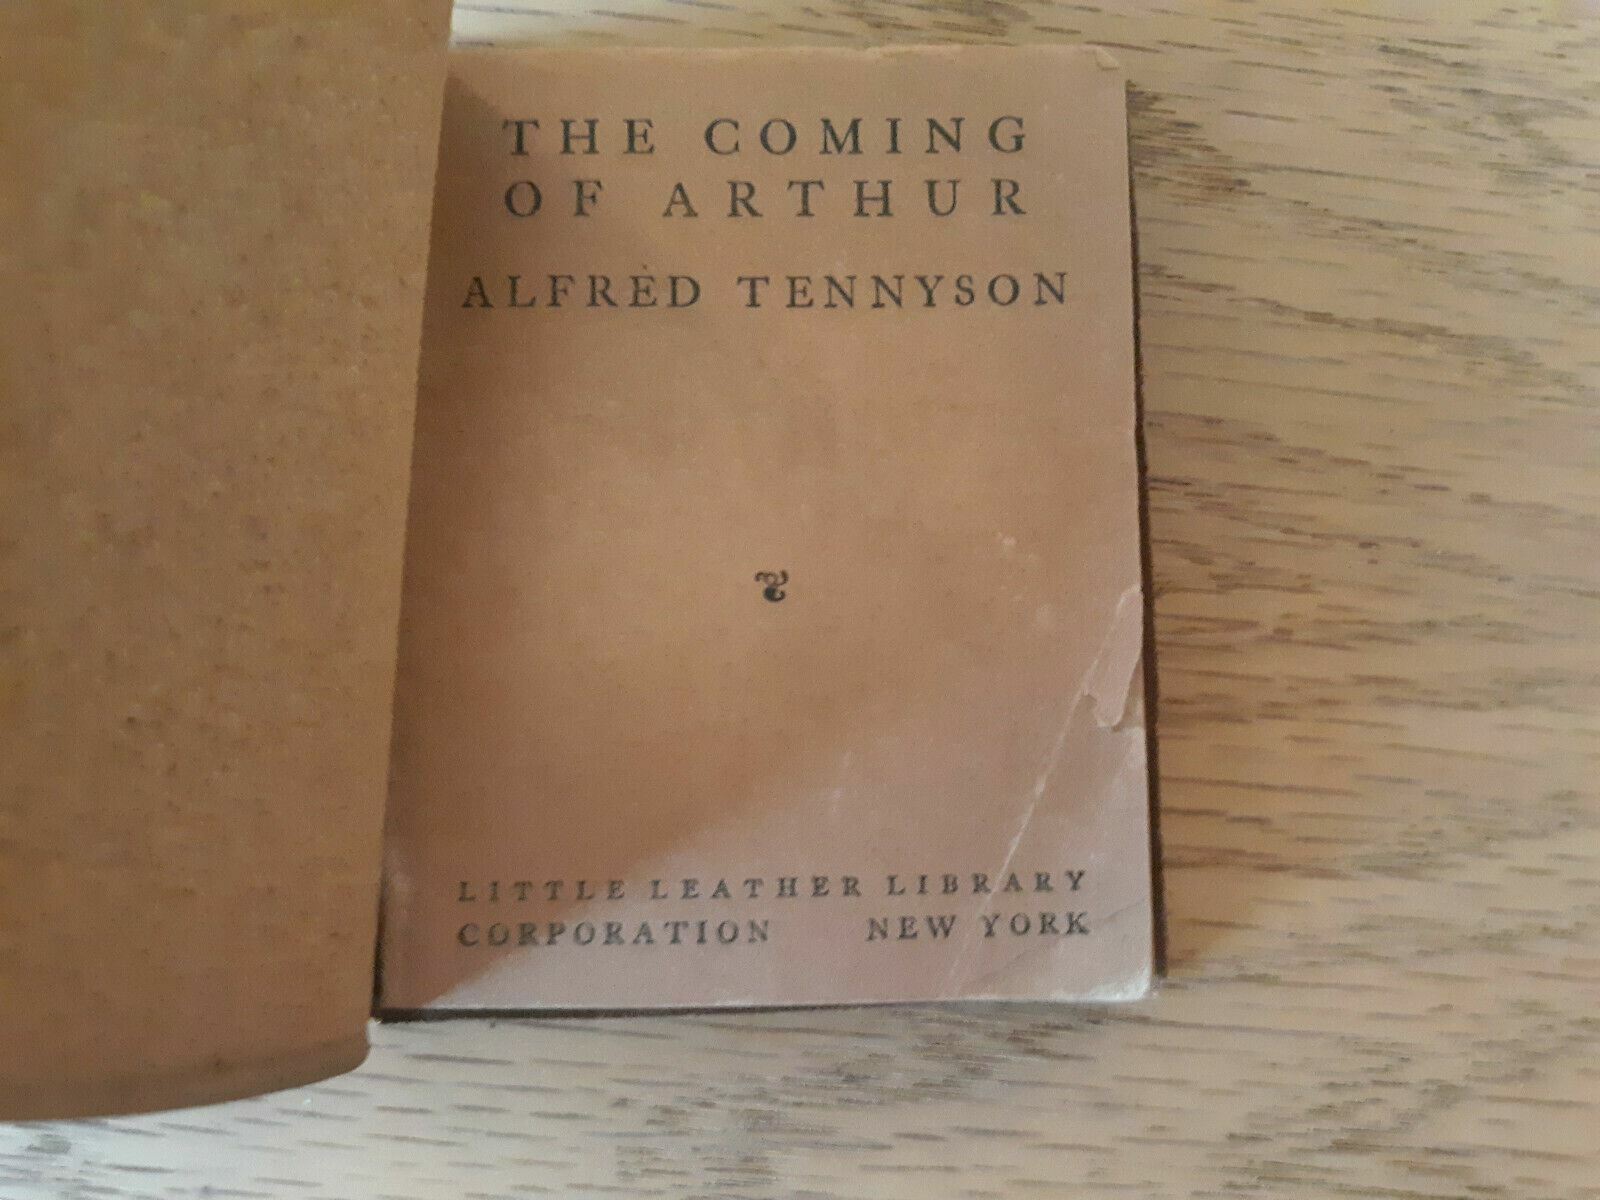 THE COMING
OF ARTHUR
ALFRED TENNYSON
LITTLE LEATHER LIBRARY
CORPORATION NEW YORK